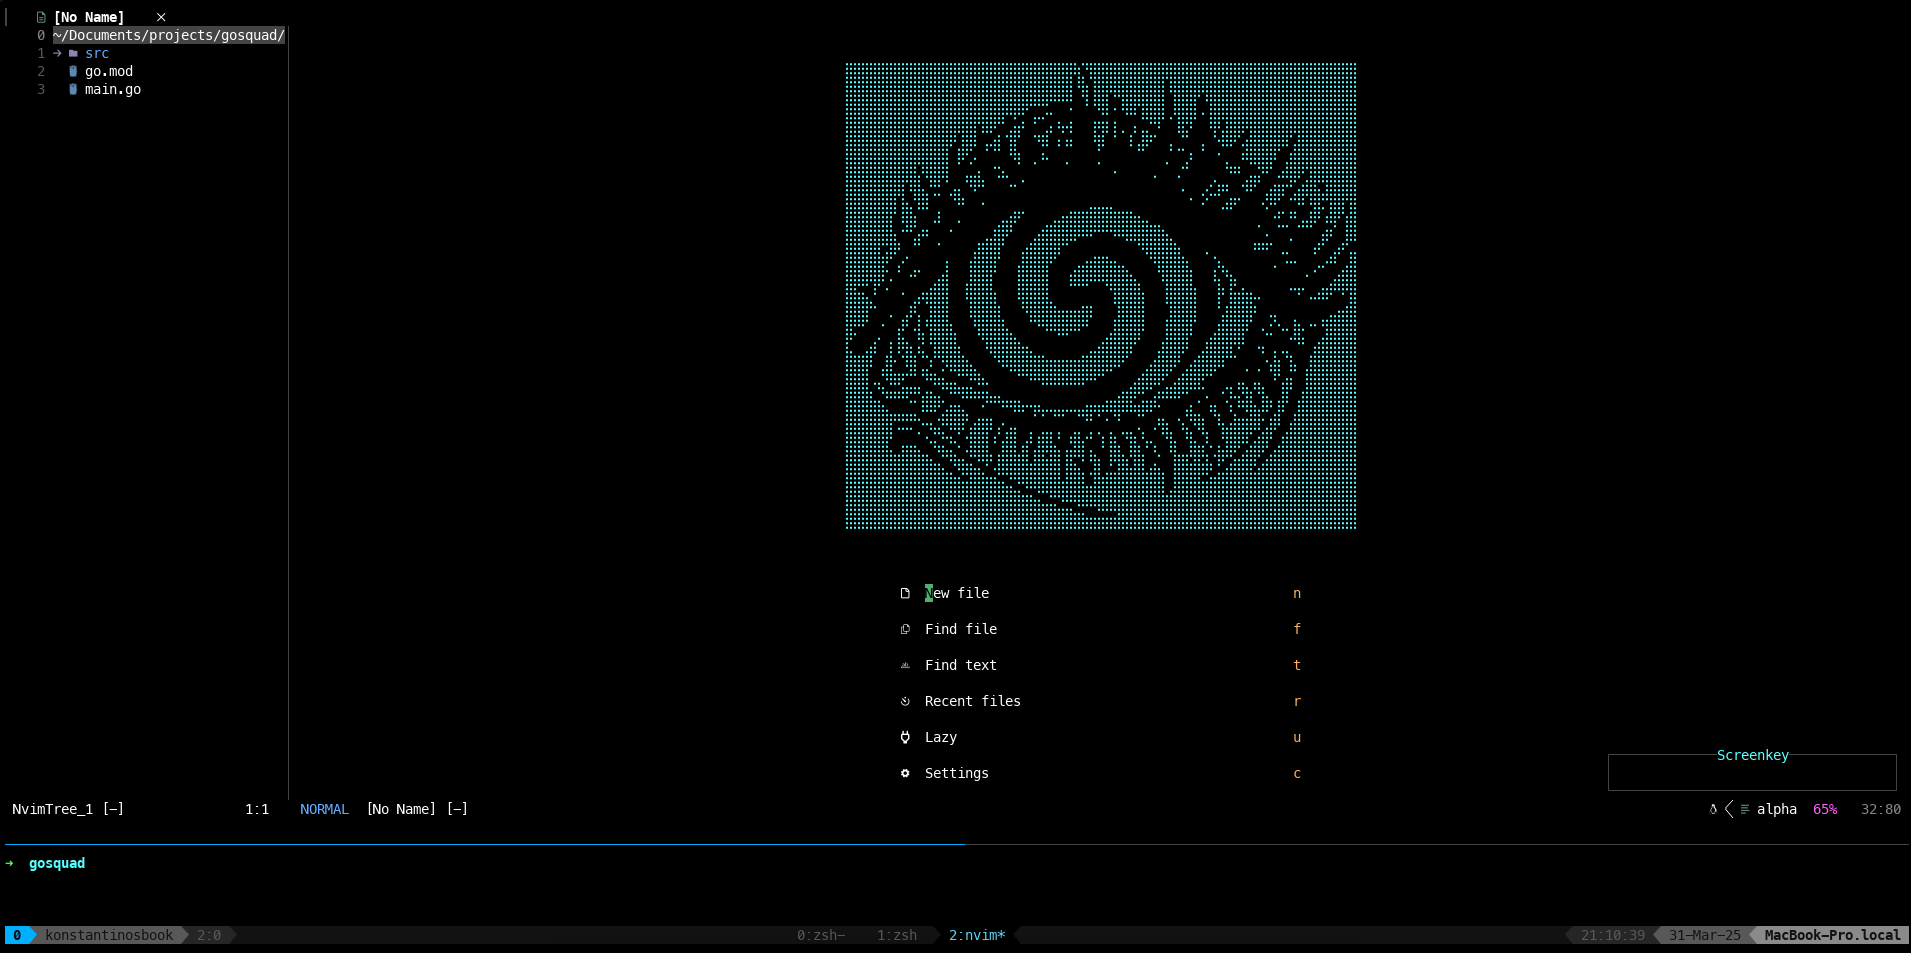 [No Name] ×
0 ~/Documents/projects/gosquad/
1 → src
2 go.mod
3 main.go
New file n
Find file f
Find text t
Recent files r
Lazy u
Settings c
Screenkey
NvimTree_1 [−] 1:1 NORMAL [No Name] [−] alpha 65% 32:80
→ gosquad
0 konstantinosbook 2:0 0:zsh− 1:zsh 2:nvim* 21:10:39 31−Mar−25 MacBook−Pro.local